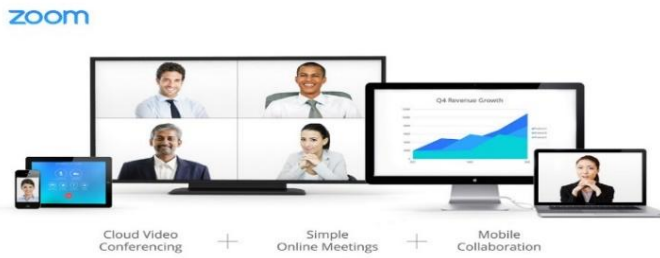 zoom
Q4 Revenue Growth
Cloud Video
Conferencing
+
Simple
Online Meetings
+
Mobile
Collaboration